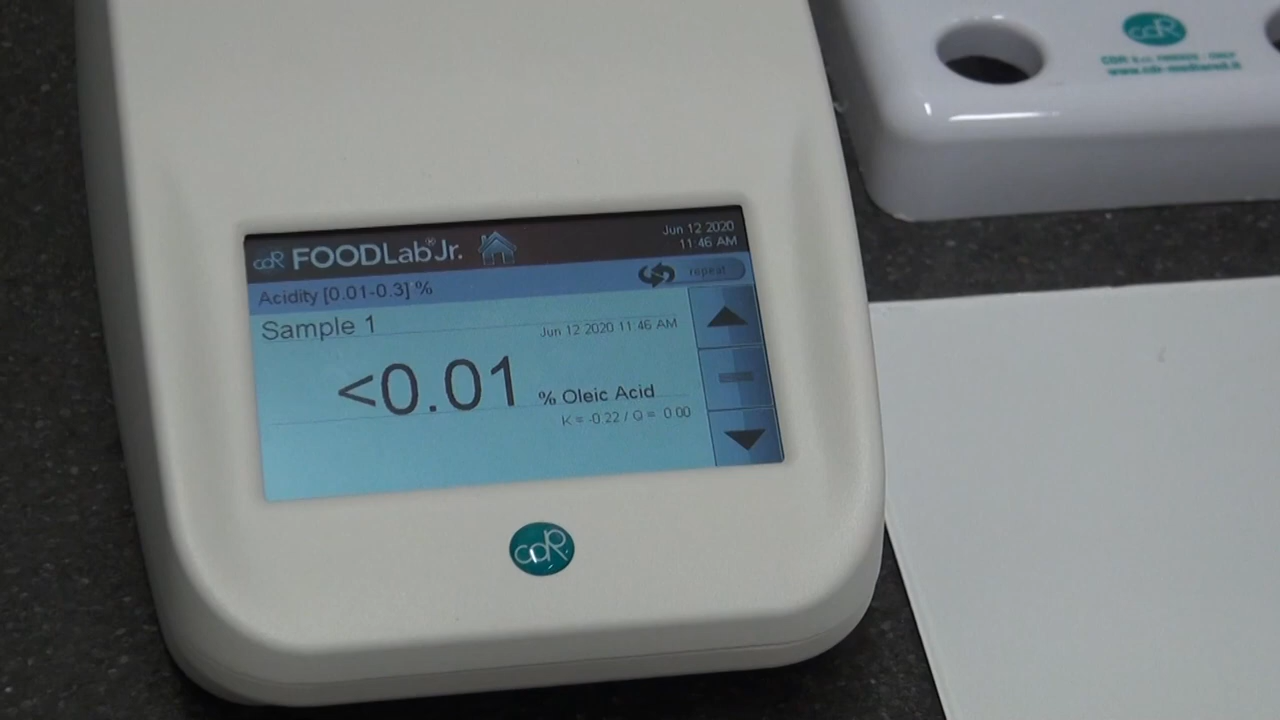 cdR
cdR FOODLab®Jr.
Jun 12 2020
11:46 AM
repeat
Acidity [0.01-0.3] %
Sample 1
Jun 12 2020 11:46 AM
<0.01 % Oleic Acid
K = -0.22 / Q = 0.00
cdR